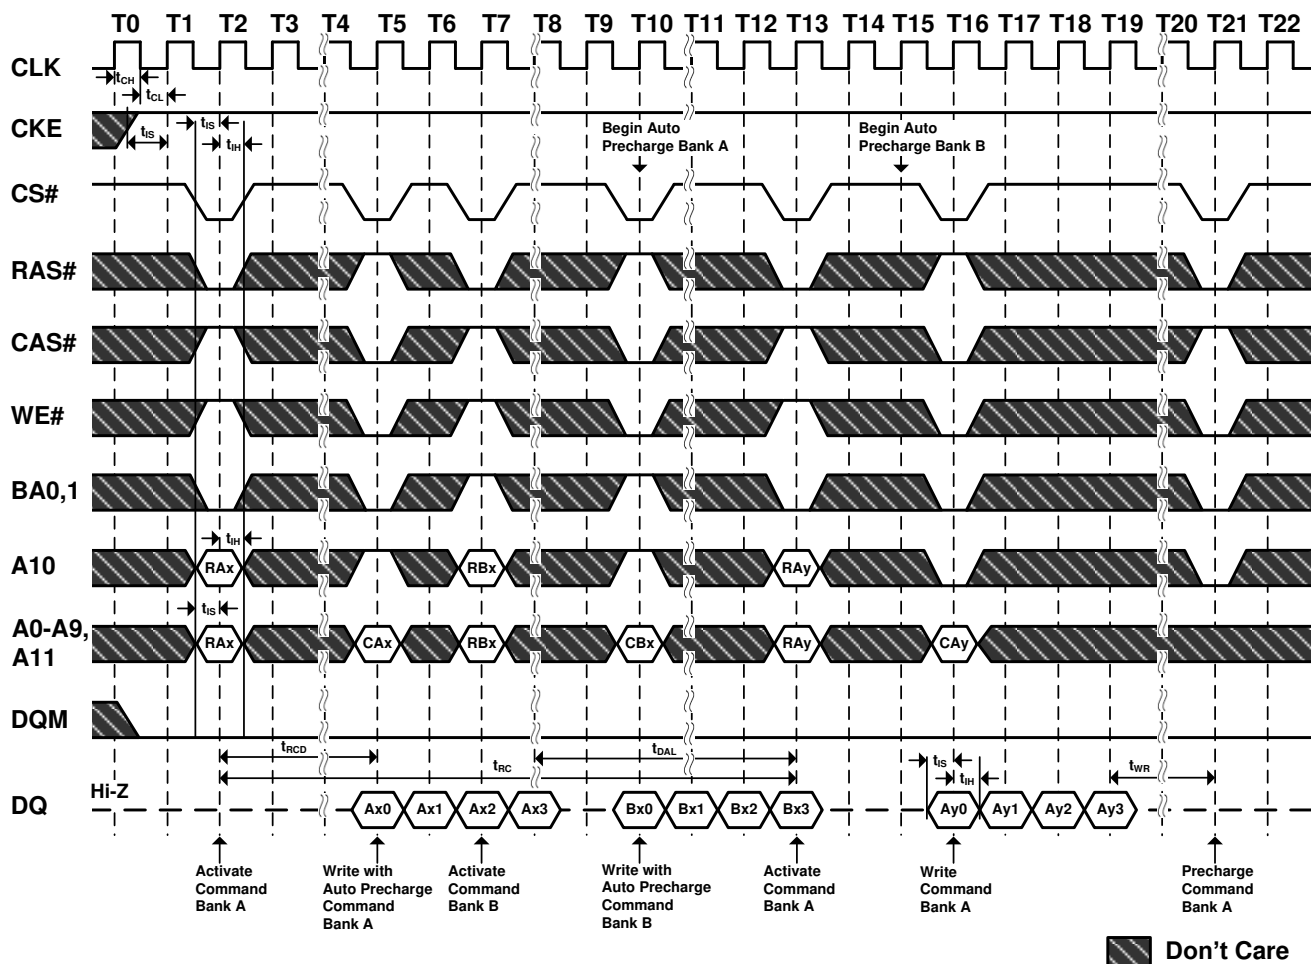 T0 T1 T2 T3 T4 T5 T6 T7 T8 T9 T10 T11 T12 T13 T14 T15 T16 T17 T18 T19 T20 T21 T22
CLK
tCH
tCL
CKE
tIS
tIS
tIH
Begin Auto
Precharge Bank A
Begin Auto
Precharge Bank B
CS#
RAS#
CAS#
WE#
BA0,1
tIH
A10
RAx RBx RAy
tIS
A0-A9,
A11
RAx CAx RBx CBx RAy CAy
DQM
tRCD
tDAL
tRC
tIS
tIH
tWR
Hi-Z
DQ
Ax0 Ax1 Ax2 Ax3 Bx0 Bx1 Bx2 Bx3 Ay0 Ay1 Ay2 Ay3
Activate
Command
Bank A
Write with
Auto Precharge
Command
Bank A
Activate
Command
Bank B
Write with
Auto Precharge
Command
Bank B
Activate
Command
Bank A
Write
Command
Bank A
Precharge
Command
Bank A
Don't Care